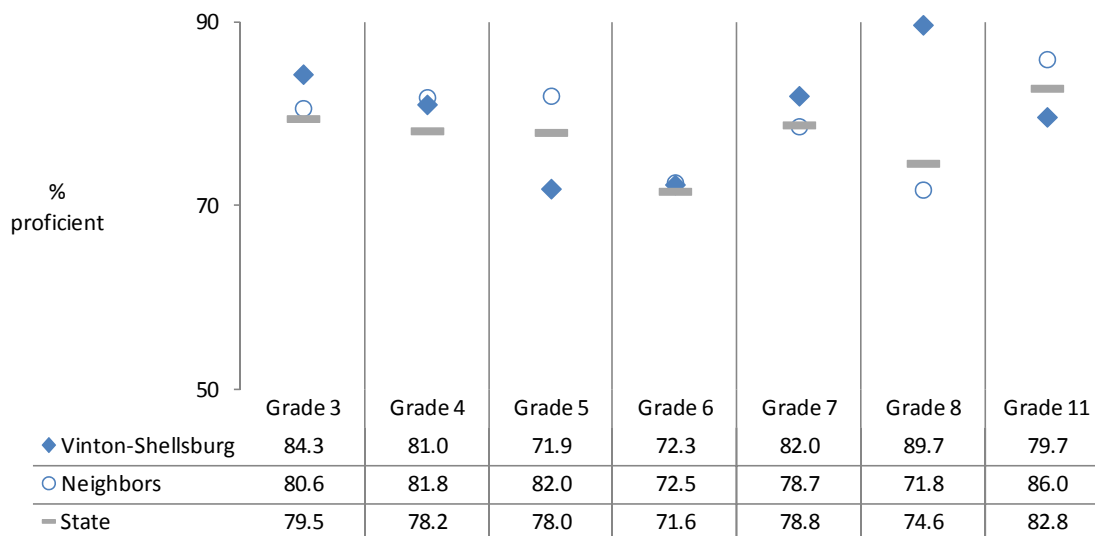 90
%
proficient
70
50
Grade 3 Grade 4 Grade 5 Grade 6 Grade 7 Grade 8 Grade 11
Vinton-Shellsburg 84.3 81.0 71.9 72.3 82.0 89.7 79.7
Neighbors 80.6 81.8 82.0 72.5 78.7 71.8 86.0
State 79.5 78.2 78.0 71.6 78.8 74.6 82.8